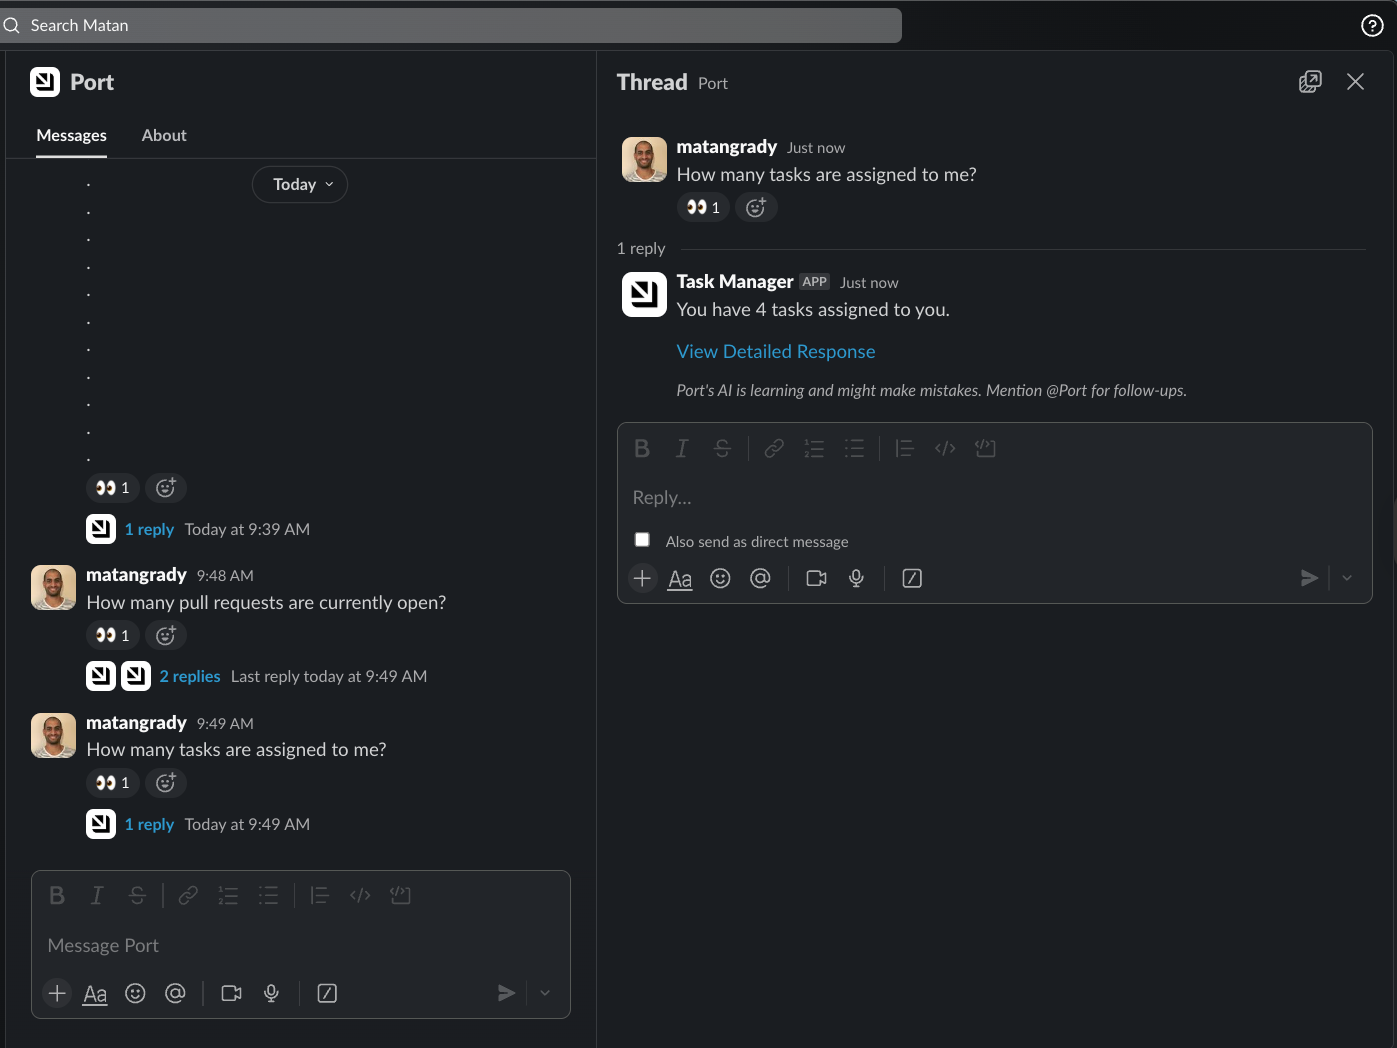 Search Matan
Port
Messages
About
Today
.
.
.
.
.
.
.
.
.
.
.
1
1 reply Today at 9:39 AM
matangrady 9:48 AM
How many pull requests are currently open?
1
2 replies Last reply today at 9:49 AM
matangrady 9:49 AM
How many tasks are assigned to me?
1
1 reply Today at 9:49 AM
B I S
Message Port
Aa
Thread Port
matangrady Just now
How many tasks are assigned to me?
1
1 reply
Task Manager APP Just now
You have 4 tasks assigned to you.
View Detailed Response
Port's AI is learning and might make mistakes. Mention @Port for follow-ups.
B I S
Reply...
Also send as direct message
Aa